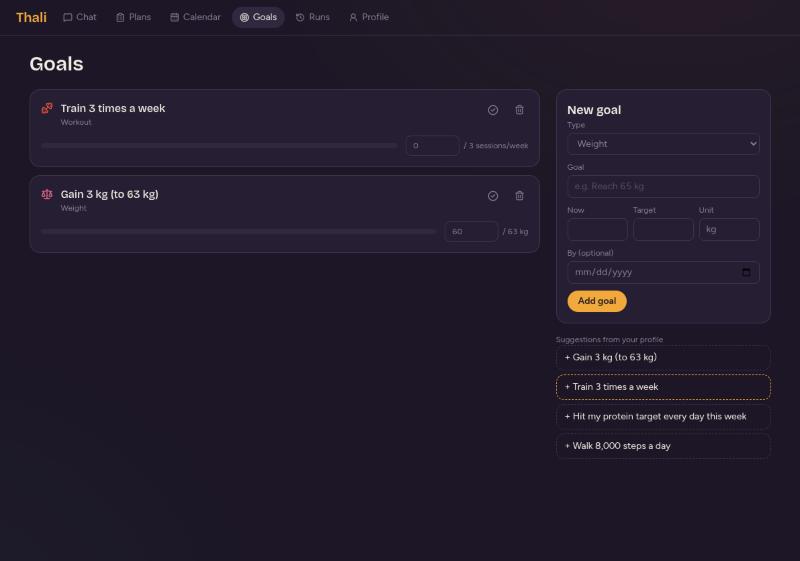 Thali
Chat
Plans
Calendar
Goals
Runs
Profile
Goals
Train 3 times a week
Workout
0
/ 3 sessions/week
Gain 3 kg (to 63 kg)
Weight
60
/ 63 kg
New goal
Type
Weight
Goal
e.g. Reach 65 kg
Now
Target
Unit
kg
By (optional)
mm/dd/yyyy
Add goal
Suggestions from your profile
+ Gain 3 kg (to 63 kg)
+ Train 3 times a week
+ Hit my protein target every day this week
+ Walk 8,000 steps a day